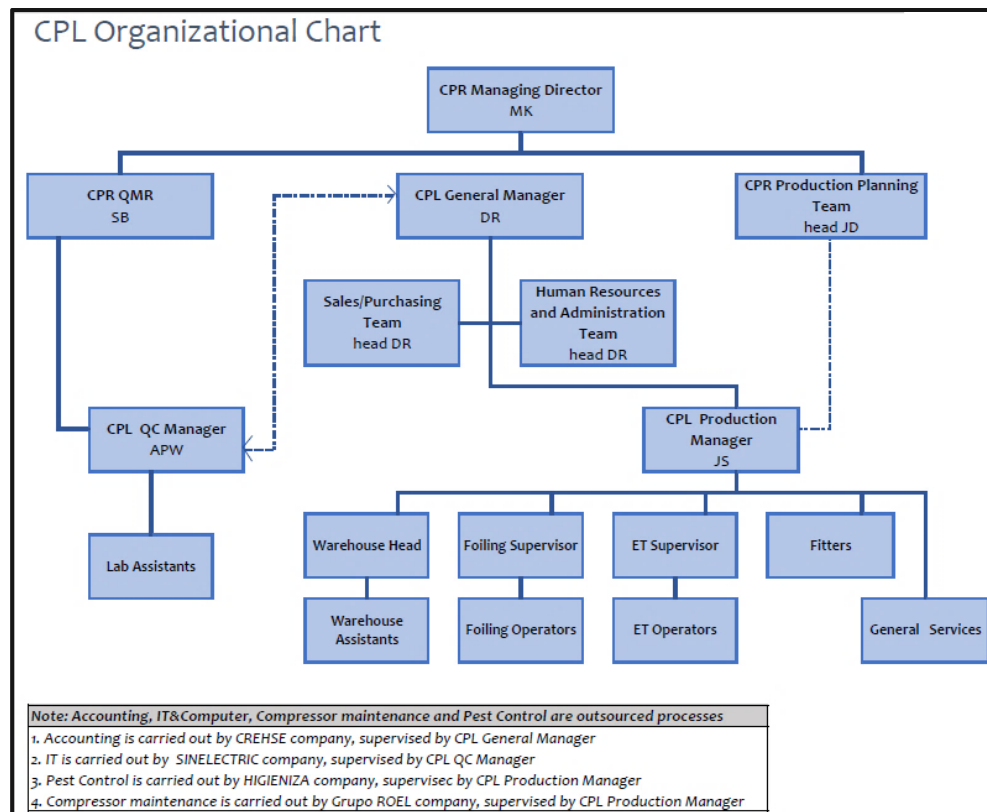 CPL Organizational Chart
CPR Managing Director
MK
CPR QMR
SB
CPL General Manager
DR
CPR Production Planning
Team
head JD
Sales/Purchasing
Team
head DR
Human Resources
and Administration
Team
head DR
CPL QC Manager
APW
CPL Production
Manager
JS
Lab Assistants
Warehouse Head
Foiling Supervisor
ET Supervisor
Fitters
Warehouse
Assistants
Foiling Operators
ET Operators
General Services
Note: Accounting, IT&Computer, Compressor maintenance and Pest Control are outsourced processes
1. Accounting is carried out by CREHSE company, supervised by CPL General Manager
2. IT is carried out by SINELECTRIC company, supervised by CPL QC Manager
3. Pest Control is carried out by HIGIENIZA company, supervisec by CPL Production Manager
4. Compressor maintenance is carried out by Grupo ROEL company, supervised by CPL Production Manager